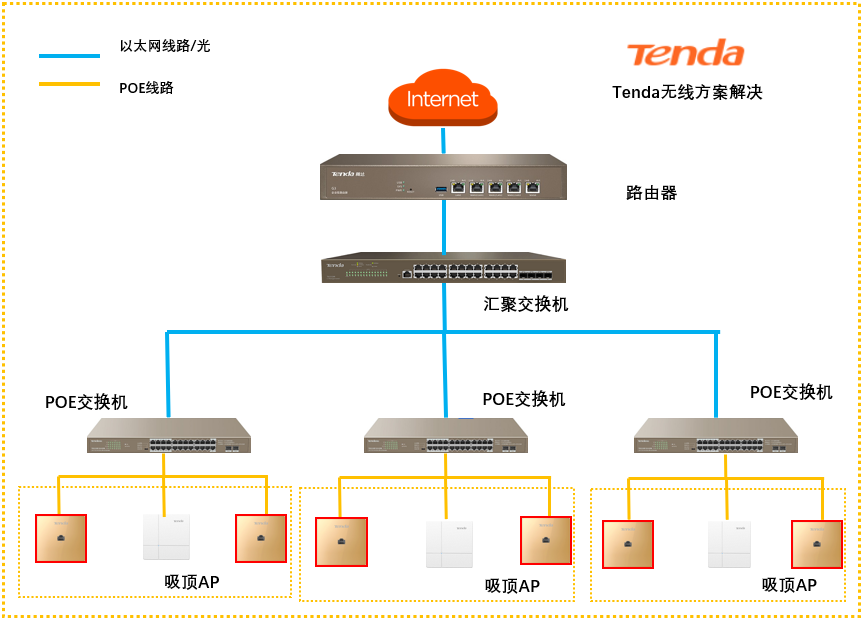 以太网线路/光
POE线路
Tenda
Tenda无线方案解决
Internet
Tenda
路由器
Tenda
汇聚交换机
POE交换机
POE交换机
POE交换机
吸顶AP
吸顶AP
吸顶AP